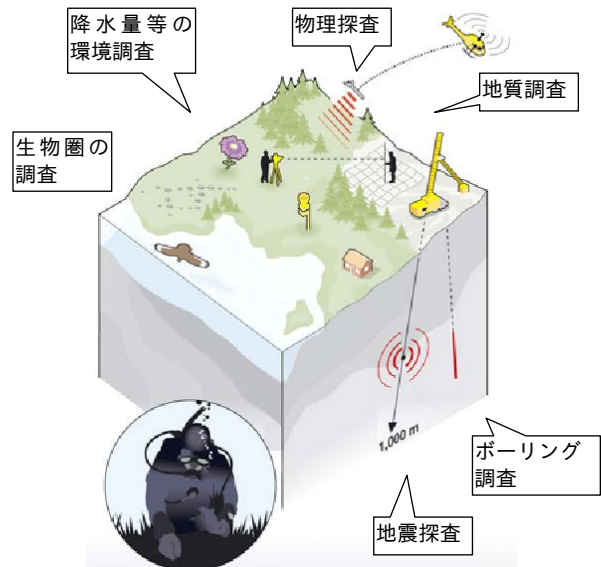 降水量等の
環境調査
物理探査
地質調査
生物圏の
調査
1,000 m
ボーリング
調査
地震探査